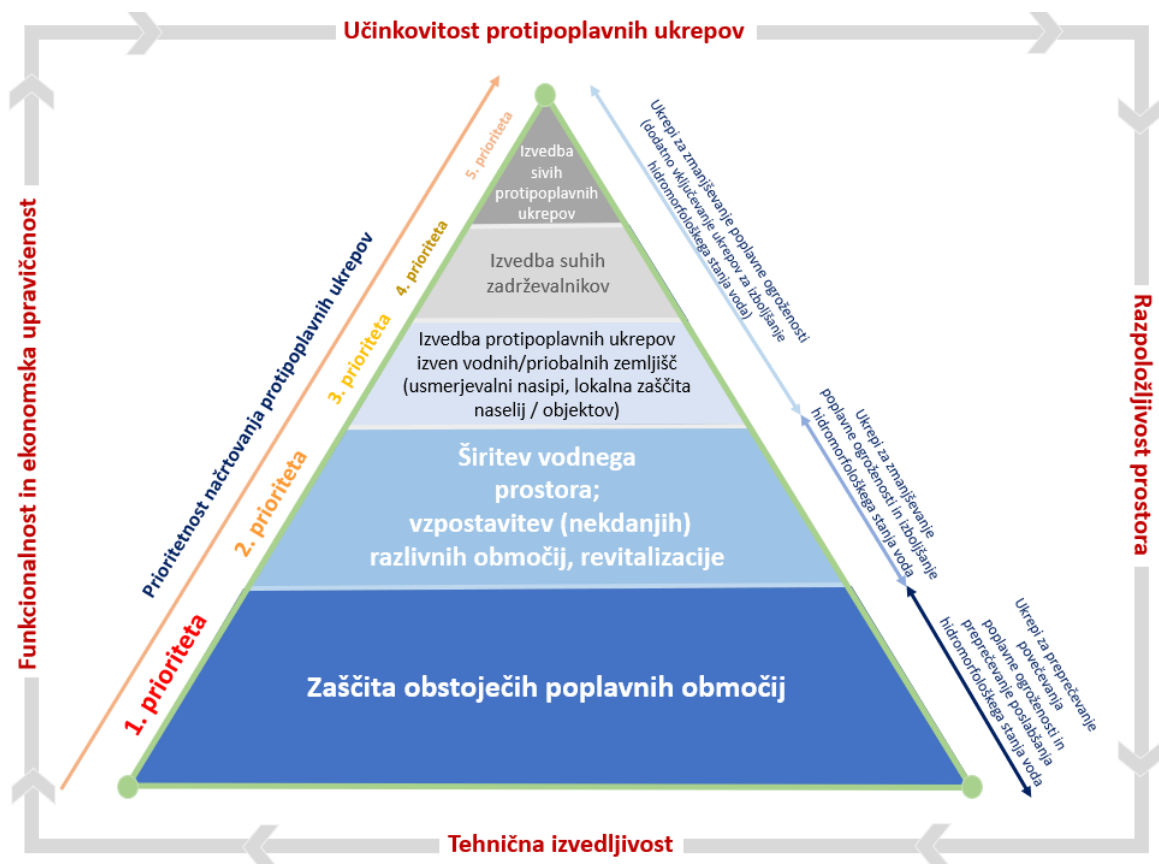 Učinkovitost protipoplavnih ukrepov
Funkcionalnost in ekonomska upravičenost
Prioritetnost načrtovanja protipoplavnih ukrepov
5. prioriteta
4. prioriteta
3. prioriteta
2. prioriteta
1. prioriteta
Izvedba
sivih
protipoplavnih
ukrepov
Izvedba suhih
zadrževalnikov
Izvedba protipoplavnih ukrepov
izven vodnih/priobalnih zemljišč
(usmerjevalni nasipi, lokalna zaščita
naselij / objektov)
Širitev vodnega
prostora;
vzpostavitev (nekdanjih)
razlivnih območij, revitalizacije
Zaščita obstoječih poplavnih območij
Ukrepi za zmanjševanje poplavne ogroženosti
(dodatno vključevanje ukrepov za izboljšanje
hidromorfološkega stanja voda)
Ukrepi za zmanjševanje
poplavne ogroženosti in izboljšanje
hidromorfološkega stanja voda
Ukrepi za preprečevanje
povečevanja
poplavne ogroženosti in
preprečevanje poslabšanja
hidromorfološkega stanja voda
Razpoložljivost prostora
Tehnična izvedljivost